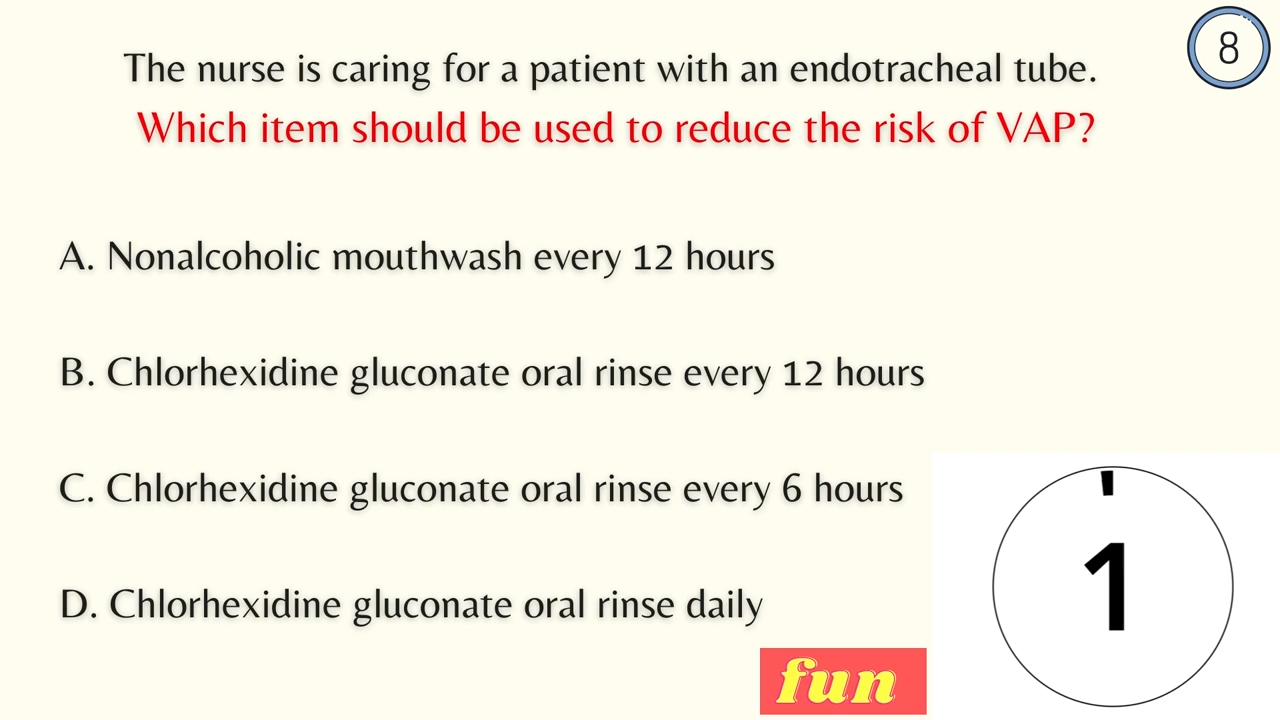 8
The nurse is caring for a patient with an endotracheal tube.
Which item should be used to reduce the risk of VAP?
A. Nonalcoholic mouthwash every 12 hours
B. Chlorhexidine gluconate oral rinse every 12 hours
C. Chlorhexidine gluconate oral rinse every 6 hours
D. Chlorhexidine gluconate oral rinse daily
1
fun